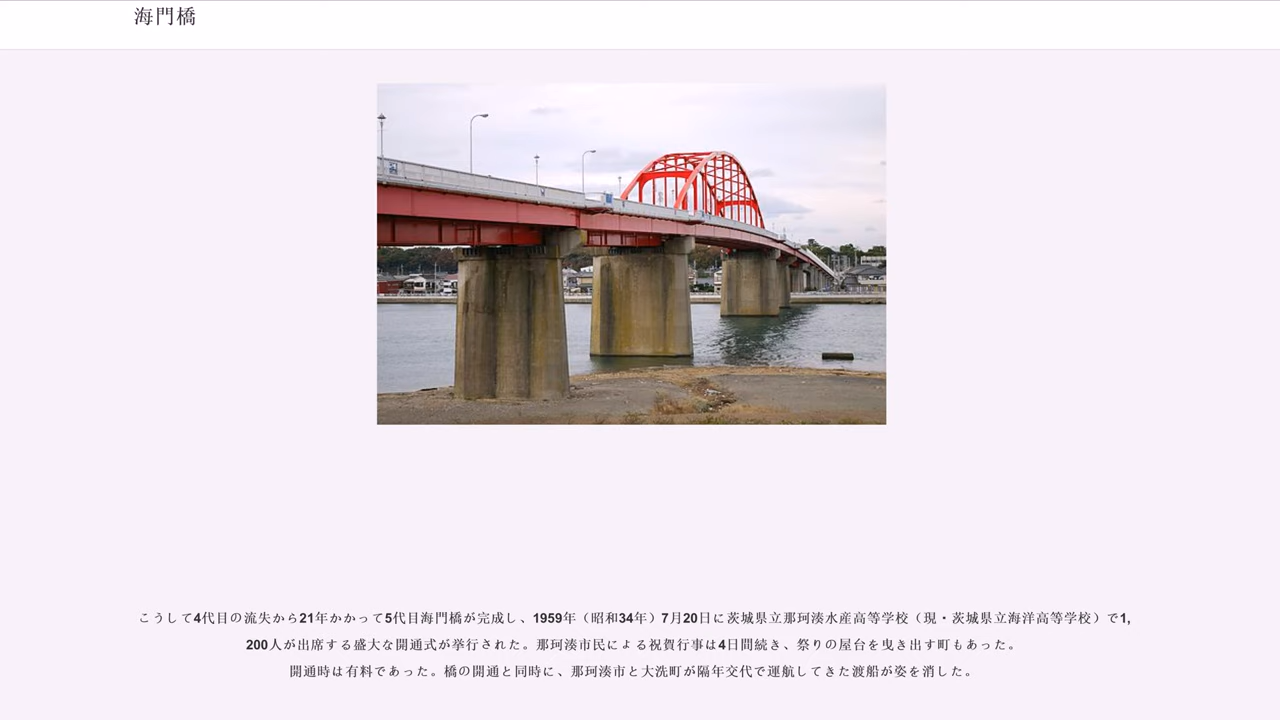 海門橋
こうして4代目の流失から21年かかって5代目海門橋が完成し、1959年（昭和34年）7月20日に茨城県立那珂湊水産高等学校（現・茨城県立海洋高等学校）で1,
200人が出席する盛大な開通式が挙行された。那珂湊市民による祝賀行事は4日間続き、祭りの屋台を曳き出す町もあった。
開通時は有料であった。橋の開通と同時に、那珂湊市と大洗町が隔年交代で運航してきた渡船が姿を消した。